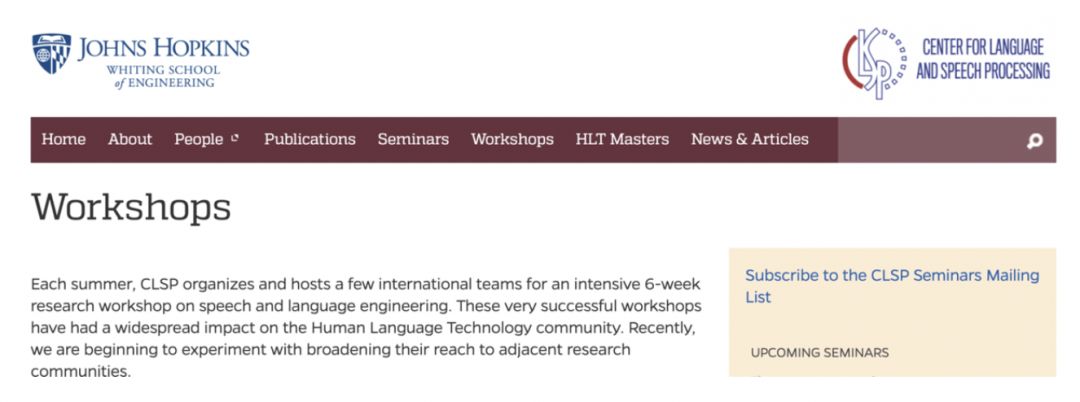 JOHNS HOPKINS
WHITING SCHOOL
of ENGINEERING
CLSP
CENTER FOR LANGUAGE
AND SPEECH PROCESSING
Home About People Publications Seminars Workshops HLT Masters News & Articles
Workshops
Each summer, CLSP organizes and hosts a few international teams for an intensive 6-week
research workshop on speech and language engineering. These very successful workshops
have had a widespread impact on the Human Language Technology community. Recently,
we are beginning to experiment with broadening their reach to adjacent research
communities.
Subscribe to the CLSP Seminars Mailing
List
UPCOMING SEMINARS